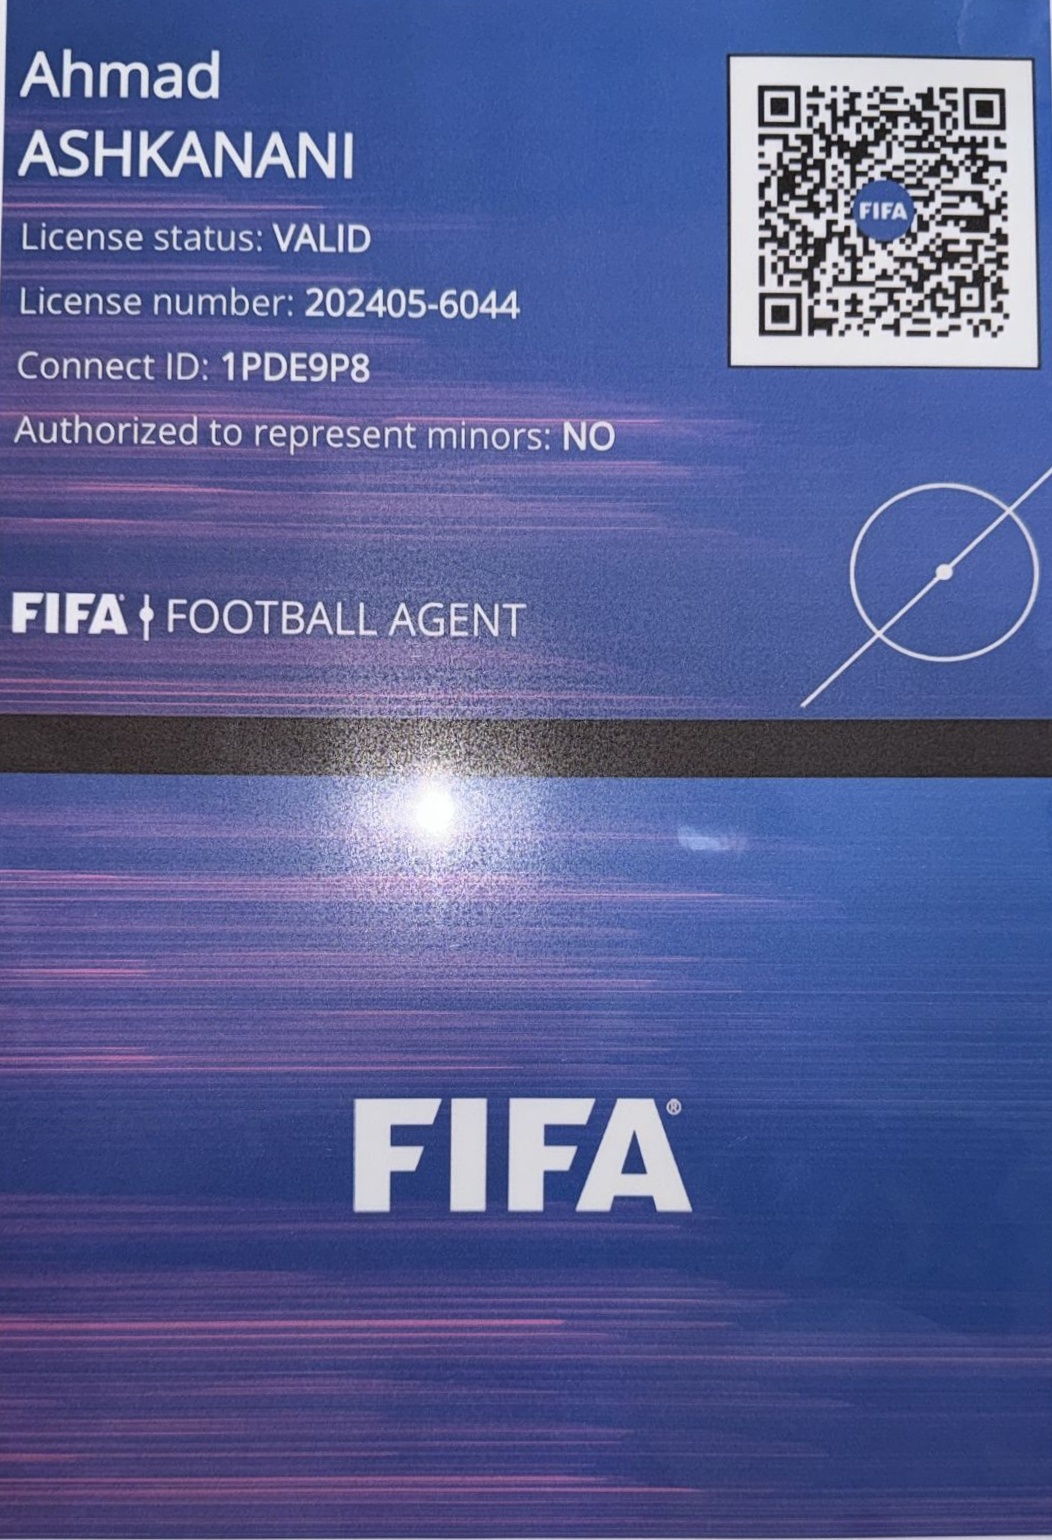 Ahmad
ASHKANANI
License status: VALID
License number: 202405-6044
Connect ID: 1PDE9P8
Authorized to represent minors: NO
FIFA
FIFA® | FOOTBALL AGENT
FIFA®